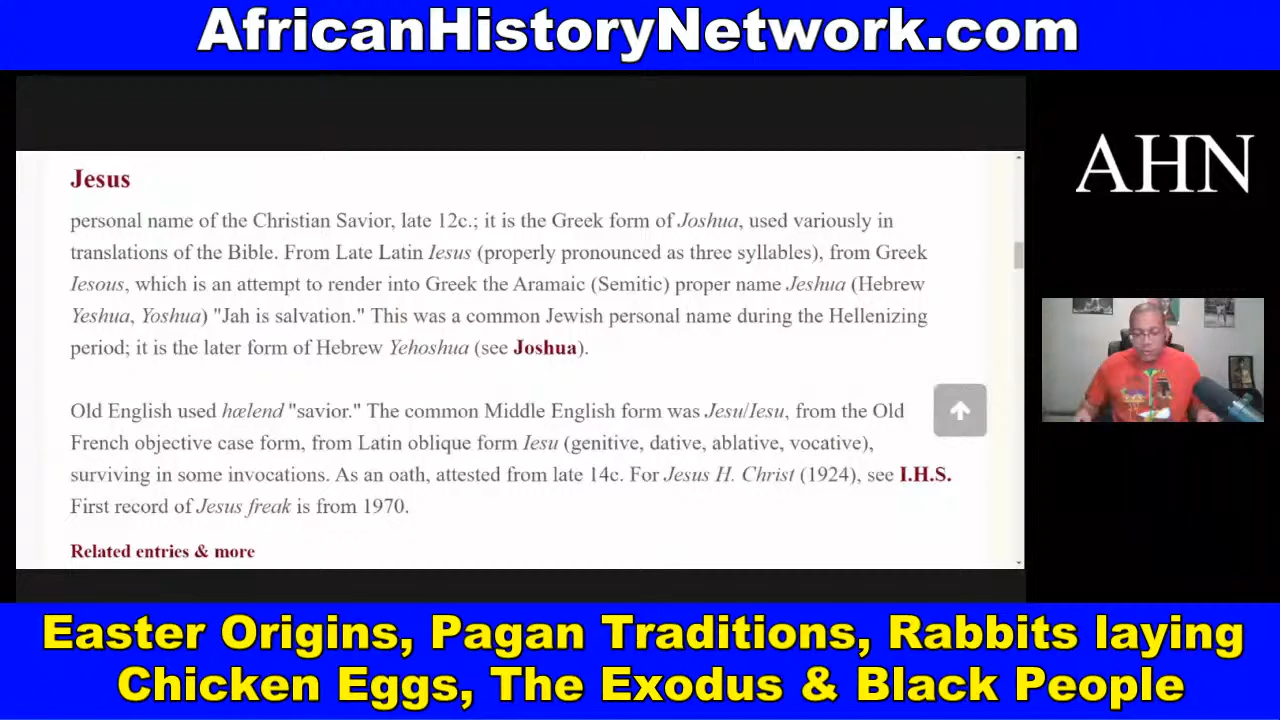 AfricanHistoryNetwork.com
AHN
Jesus
personal name of the Christian Savior, late 12c.; it is the Greek form of Joshua, used variously in
translations of the Bible. From Late Latin Iesus (properly pronounced as three syllables), from Greek
Iesous, which is an attempt to render into Greek the Aramaic (Semitic) proper name Jeshua (Hebrew
Yeshua, Yoshua) "Jah is salvation." This was a common Jewish personal name during the Hellenizing
period; it is the later form of Hebrew Yehoshua (see Joshua).
Old English used hælend "savior." The common Middle English form was Jesu/Iesu, from the Old
French objective case form, from Latin oblique form Iesu (genitive, dative, ablative, vocative),
surviving in some invocations. As an oath, attested from late 14c. For Jesus H. Christ (1924), see I.H.S.
First record of Jesus freak is from 1970.
Related entries & more
Easter Origins, Pagan Traditions, Rabbits laying
Chicken Eggs, The Exodus & Black People